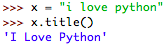 >>> x = "i love python"
>>> x.title()
'I Love Python'